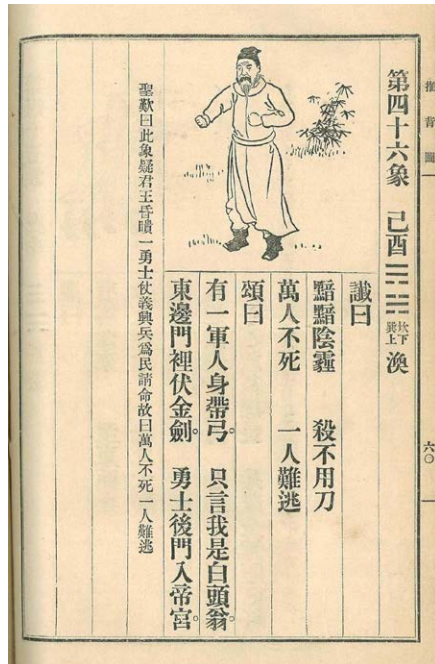 推背圖
六〇
第四十六象 己酉 ☴☵ 坎下巽上 渙
讖曰
黯黯陰霾 殺不用刀
萬人不死 一人難逃
頌曰
有一軍人身帶弓。 只言我是白頭翁。
東邊門裡伏金劍。 勇士後門入帝宮。
聖歎曰此象疑君王昏瞶一勇士仗義興兵為民請命故曰萬人不死一人難逃